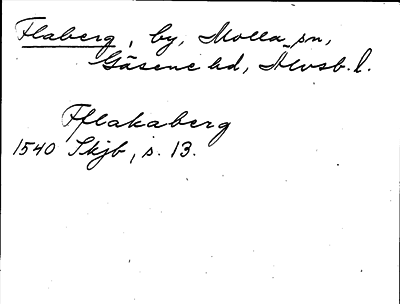 Flaberg, by, Molla sn,
Gäsene hd, Älvsb. l.
Fflakaberg
1540 Skjb, s. 13.